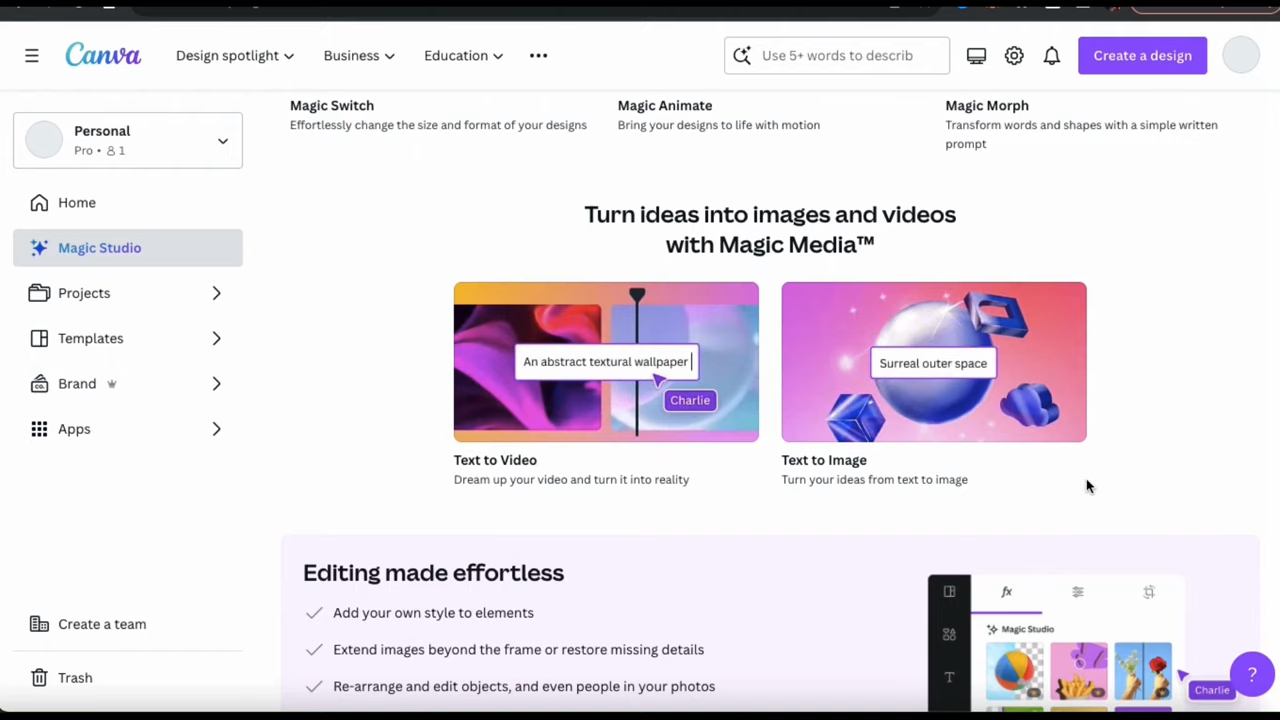 Canva
Design spotlight
Business
Education
Use 5+ words to describ
Create a design
Personal
Pro • 1
Home
Magic Studio
Projects
Templates
Brand
Apps
Create a team
Trash
Magic Switch
Effortlessly change the size and format of your designs
Magic Animate
Bring your designs to life with motion
Magic Morph
Transform words and shapes with a simple written
prompt
Turn ideas into images and videos
with Magic Media™
An abstract textural wallpaper
Charlie
Text to Video
Dream up your video and turn it into reality
Surreal outer space
Text to Image
Turn your ideas from text to image
Editing made effortless
Add your own style to elements
Extend images beyond the frame or restore missing details
Re-arrange and edit objects, and even people in your photos
fx
Magic Studio
T
Charlie
?